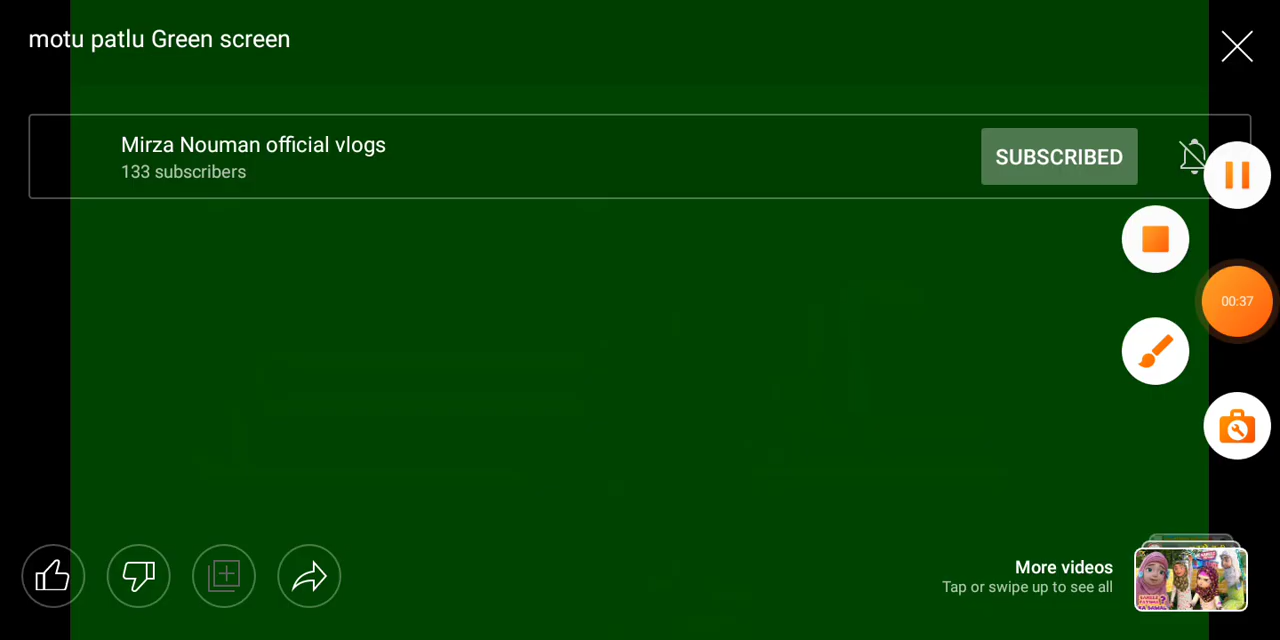 motu patlu Green screen
Mirza Nouman official vlogs
133 subscribers
SUBSCRIBED
00:37
More videos
Tap or swipe up to see all